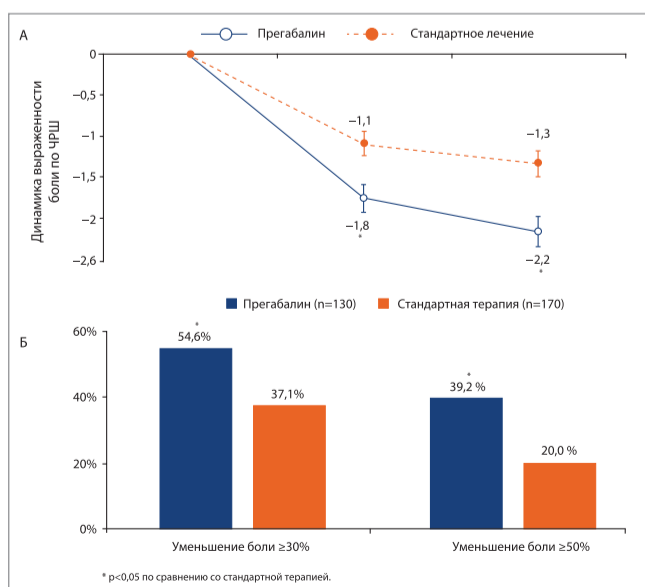 А
Прегабалин
Стандартное лечение
Динамика выраженности
боли по ЧРШ
0
−0,5
−1
−1,5
−2
−2,6
−1,1
−1,3
−1,8
*
−2,2
*
Прегабалин (n=130)
Стандартная терапия (n=170)
Б
60%
40%
20%
0%
*
54,6%
37,1%
*
39,2 %
20,0 %
Уменьшение боли ≥30%
Уменьшение боли ≥50%
* p<0,05 по сравнению со стандартной терапией.